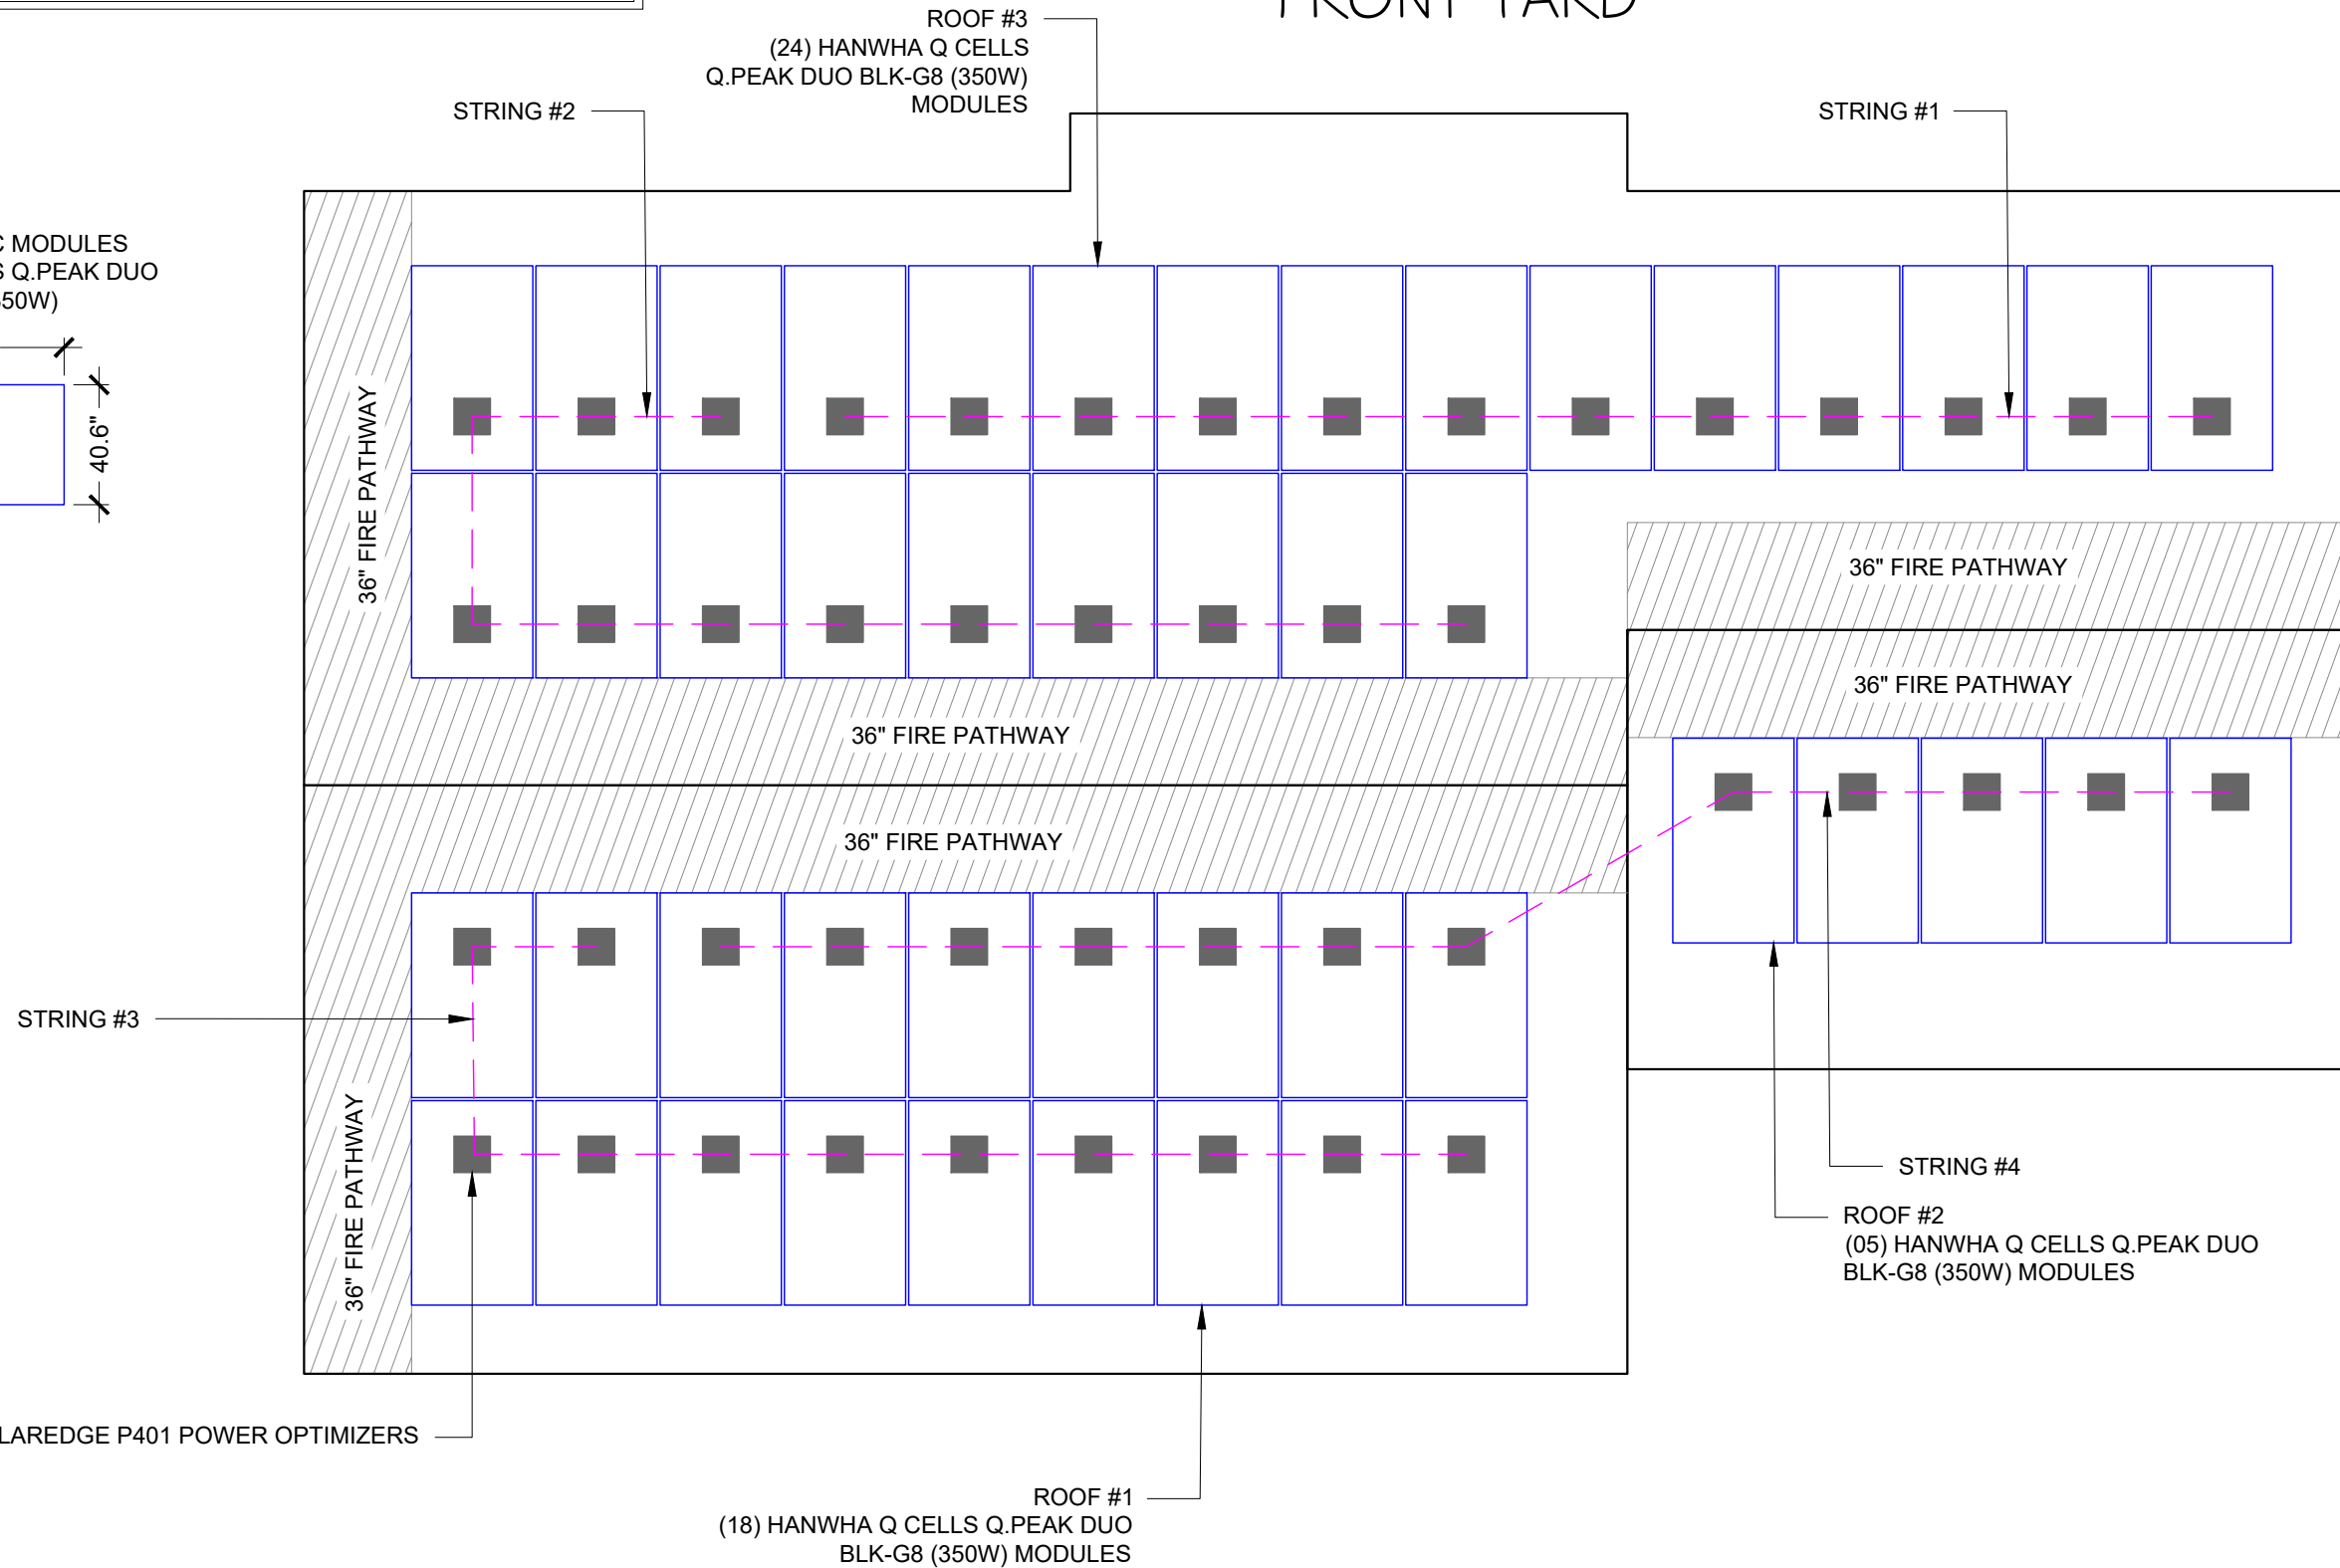 FRONT YARD
ROOF #3
(24) HANWHA Q CELLS
Q.PEAK DUO BLK-G8 (350W)
MODULES
STRING #2
STRING #1
MODULES
Q.PEAK DUO
50W)
40.6"
36" FIRE PATHWAY
36" FIRE PATHWAY
36" FIRE PATHWAY
36" FIRE PATHWAY
36" FIRE PATHWAY
STRING #3
36" FIRE PATHWAY
STRING #4
ROOF #2
(05) HANWHA Q CELLS Q.PEAK DUO
BLK-G8 (350W) MODULES
LAREDGE P401 POWER OPTIMIZERS
ROOF #1
(18) HANWHA Q CELLS Q.PEAK DUO
BLK-G8 (350W) MODULES